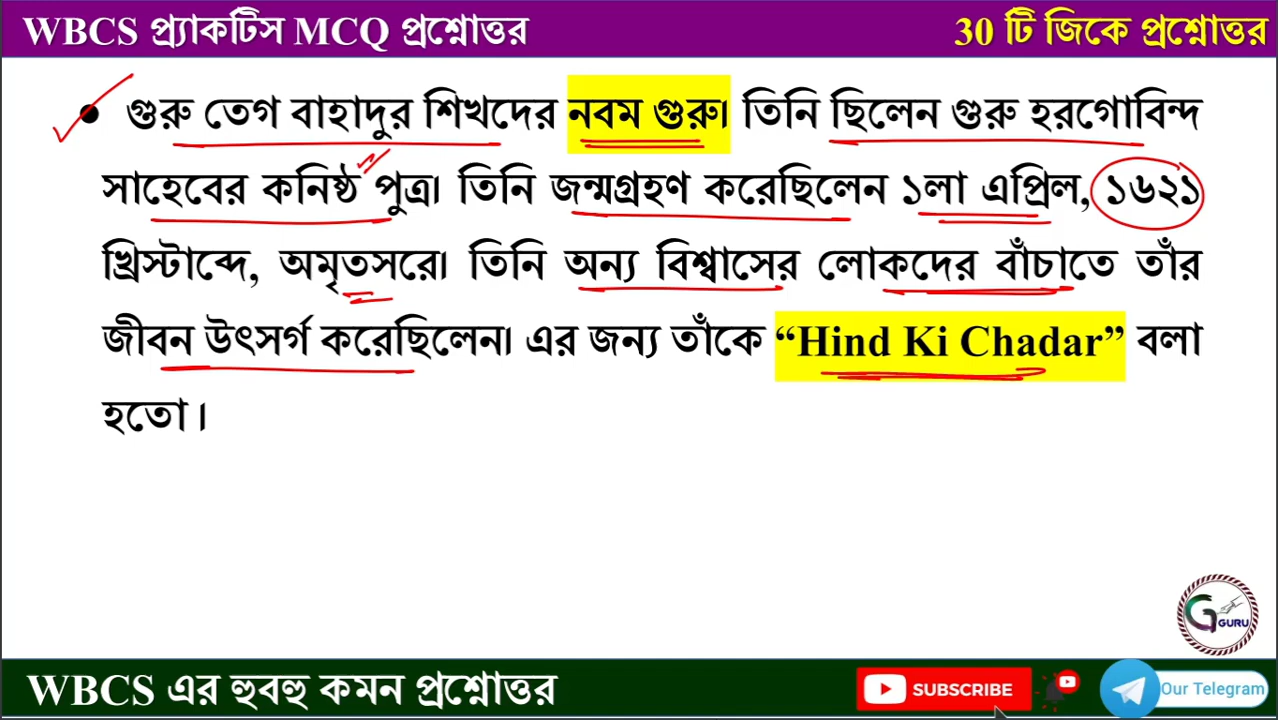 WBCS প্র্যাকটিস MCQ প্রশ্নোত্তর
30 টি জিকে প্রশ্নোত্তর
● গুরু তেগ বাহাদুর শিখদের নবম গুরু। তিনি ছিলেন গুরু হরগোবিন্দ
সাহেবের কনিষ্ঠ পুত্র। তিনি জন্মগ্রহণ করেছিলেন ১লা এপ্রিল, ১৬২১
খ্রিস্টাব্দে, অমৃতসরে। তিনি অন্য বিশ্বাসের লোকদের বাঁচাতে তাঁর
জীবন উৎসর্গ করেছিলেন। এর জন্য তাঁকে “Hind Ki Chadar” বলা
হতো।
G GURU
WBCS এর হুবহু কমন প্রশ্নোত্তর
SUBSCRIBE
Our Telegram